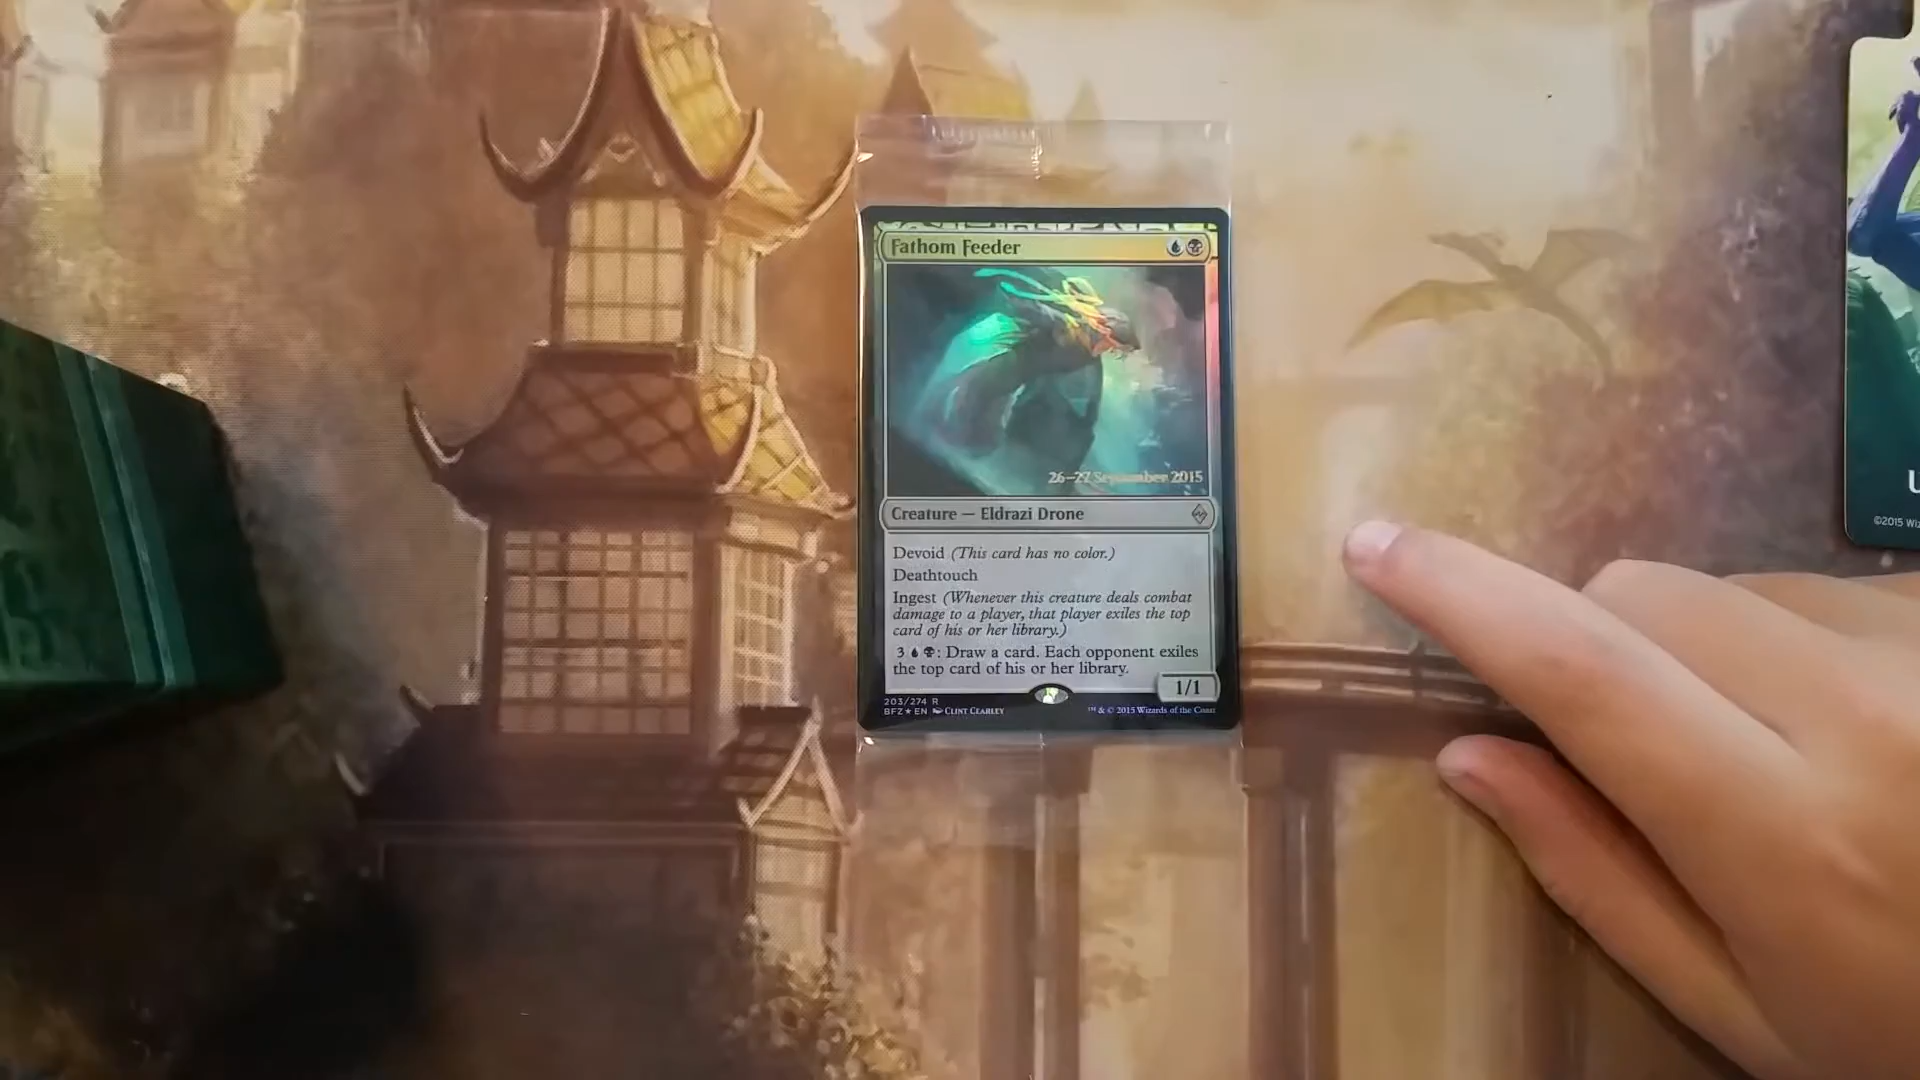 Fathom Feeder
26–27 September 2015
Creature — Eldrazi Drone
Devoid (This card has no color.)
Deathtouch
Ingest (Whenever this creature deals combat
damage to a player, that player exiles the top
card of his or her library.)
3: Draw a card. Each opponent exiles
the top card of his or her library.
1/1
203/274 R
BFZ★EN CLINT CEARLEY
™ & © 2015 Wizards of the Coast
U
©2015 Wiz